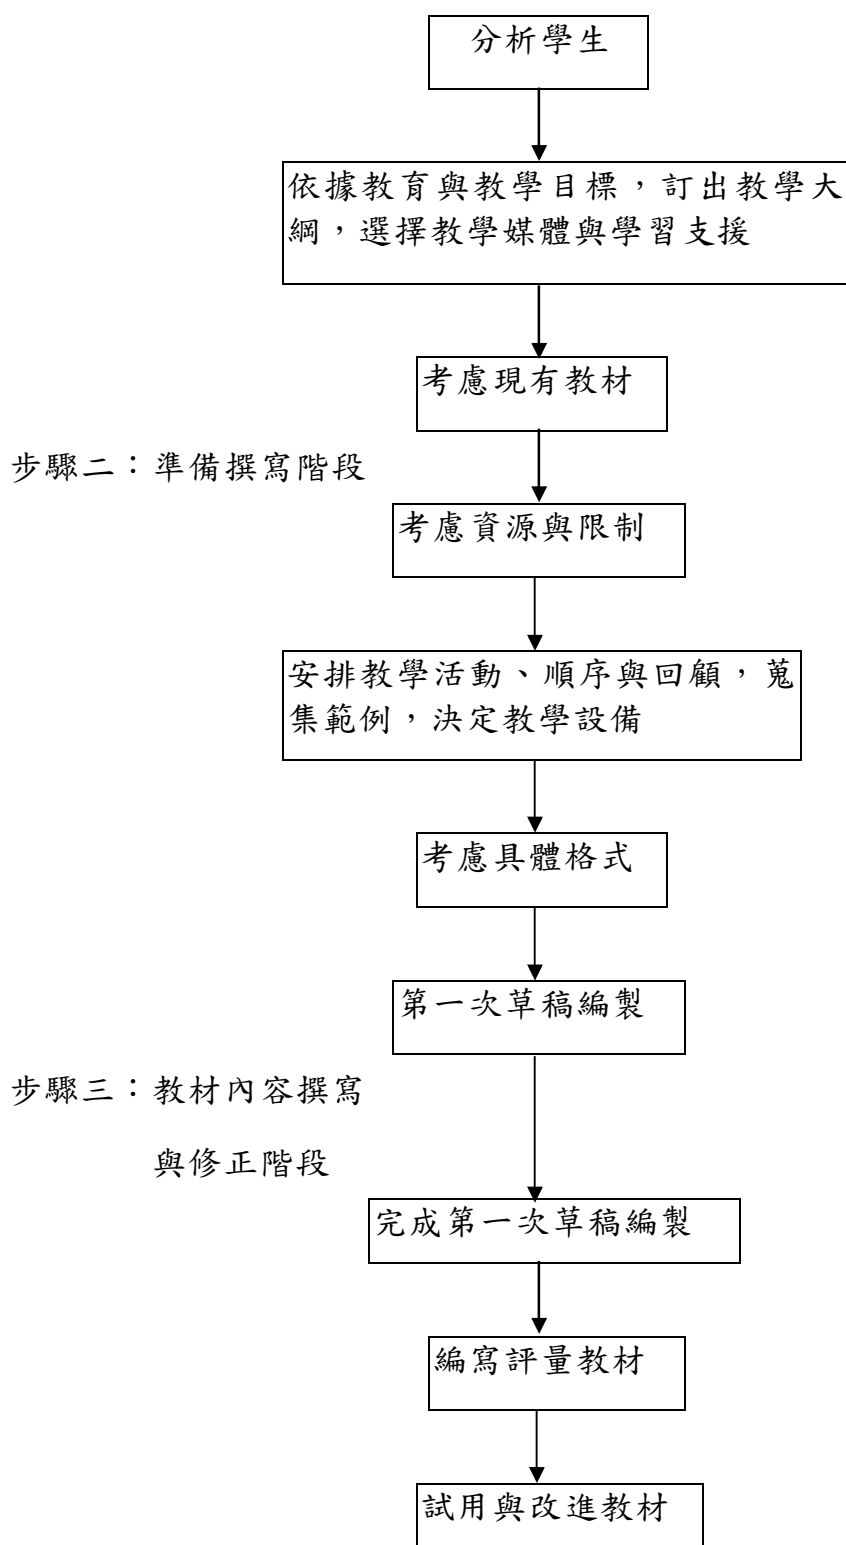 分析學生
依據教育與教學目標，訂出教學大
綱，選擇教學媒體與學習支援
考慮現有教材
步驟二：準備撰寫階段
考慮資源與限制
安排教學活動、順序與回顧，蒐
集範例，決定教學設備
考慮具體格式
第一次草稿編製
步驟三：教材內容撰寫
與修正階段
完成第一次草稿編製
編寫評量教材
試用與改進教材